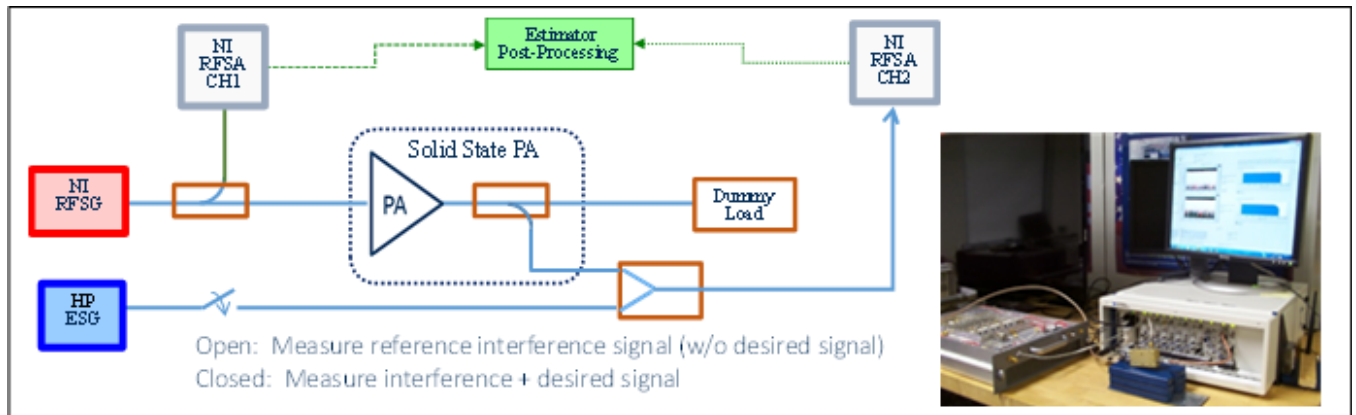 NI
RFSA
CH1
Estimator
Post-Processing
NI
RFSA
CH2
Solid State PA
NI
RFSG
PA
Dummy
Load
HP
ESG
Open: Measure reference interference signal (w/o desired signal)
Closed: Measure interference + desired signal